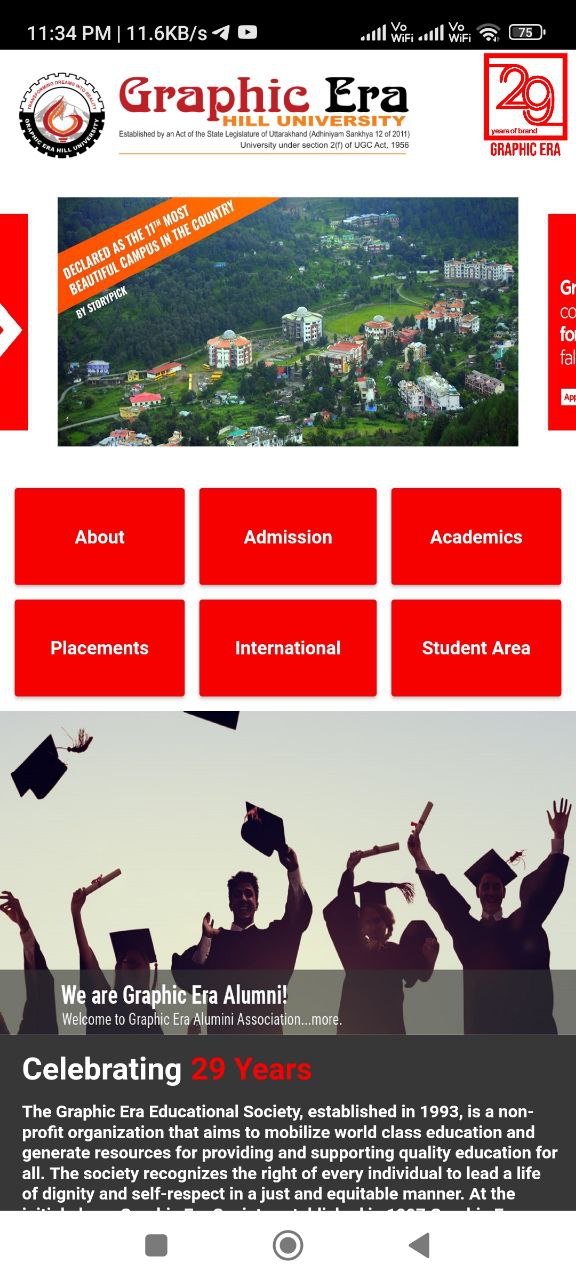 11:34 PM | 11.6KB/s
Vo
WiFi
Vo
WiFi
75
TRANSFORMING DREAMS INTO REALITY
GRAPHIC ERA HILL UNIVERSITY
Graphic Era
HILL UNIVERSITY
Established by an Act of the State Legislature of Uttarakhand (Adhiniyam Sankhya 12 of 2011)
University under section 2(f) of UGC Act, 1956
29
years of brand
GRAPHIC ERA
DECLARED AS THE 11TH MOST
BEAUTIFUL CAMPUS IN THE COUNTRY
BY STORYPICK
Gr
co
fo
fal
App
About
Admission
Academics
Placements
International
Student Area
We are Graphic Era Alumni!
Welcome to Graphic Era Alumini Association...more.
Celebrating 29 Years
The Graphic Era Educational Society, established in 1993, is a non-
profit organization that aims to mobilize world class education and
generate resources for providing and supporting quality education for
all. The society recognizes the right of every individual to lead a life
of dignity and self-respect in a just and equitable manner. At the